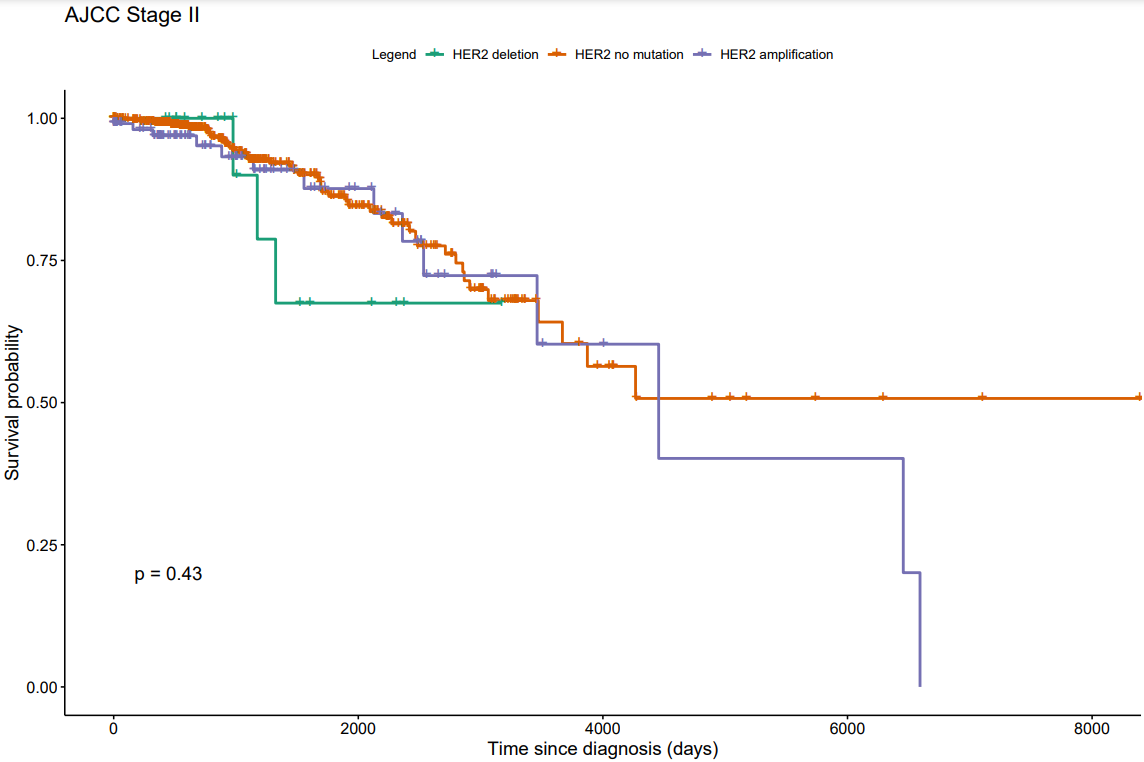 AJCC Stage II
Legend HER2 deletion HER2 no mutation HER2 amplification
1.00
0.75
0.50
0.25
0.00
Survival probability
p = 0.43
0 2000 4000 6000 8000
Time since diagnosis (days)